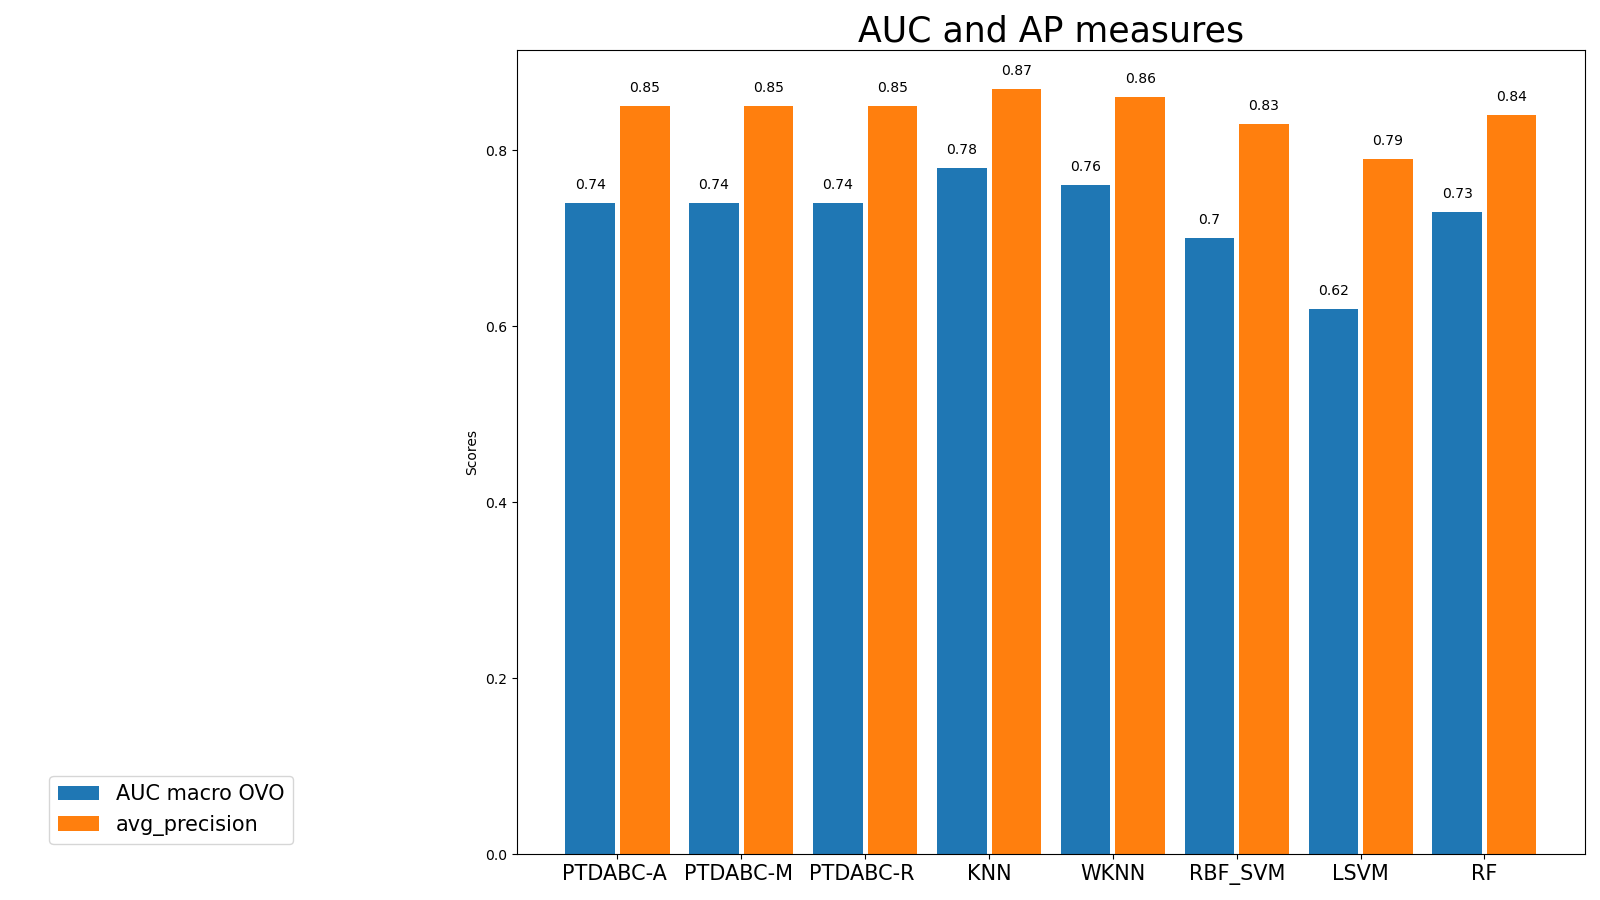 AUC and AP measures
0.85 0.85 0.85 0.87 0.86 0.83 0.79 0.84
0.74 0.74 0.74 0.78 0.76 0.7 0.62 0.73
0.8
0.6
Scores
0.4
0.2
0.0
AUC macro OVO
avg_precision
PTDABC-A PTDABC-M PTDABC-R KNN WKNN RBF_SVM LSVM RF